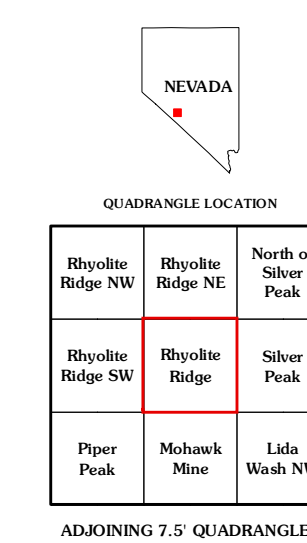 NEVADA
QUADRANGLE LOCATION
Rhyolite
Ridge NW
Rhyolite
Ridge NE
North o
Silver
Peak
Rhyolite
Ridge SW
Rhyolite
Ridge
Silver
Peak
Piper
Peak
Mohawk
Mine
Lida
Wash NW
ADJOINING 7.5' QUADRANGLE